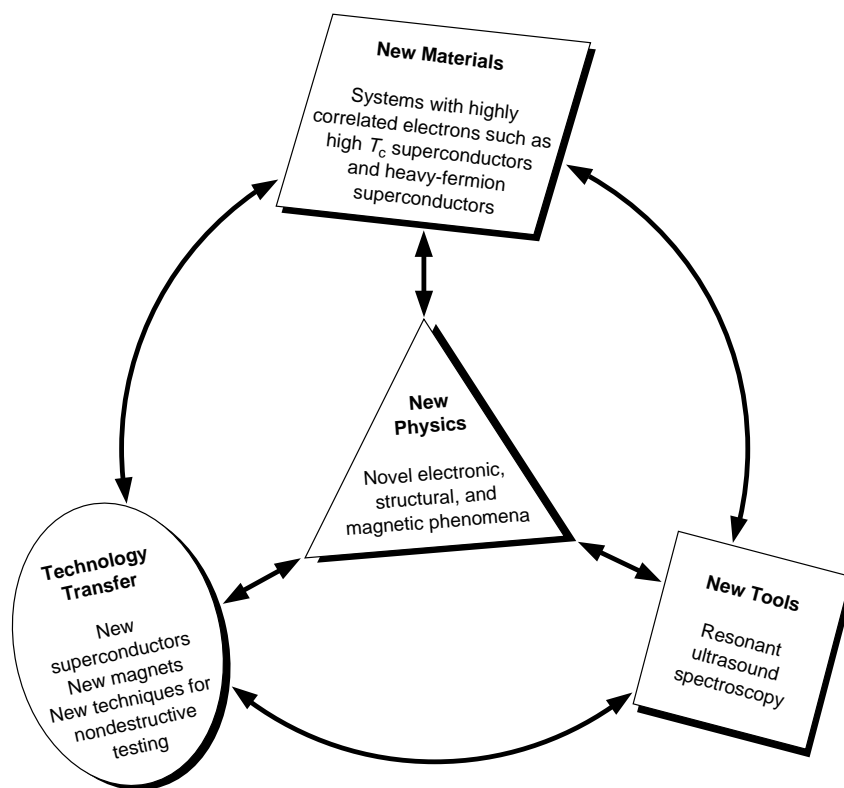 New Materials
Systems with highly
correlated electrons such as
high Tc superconductors
and heavy-fermion
superconductors
New
Physics
Novel electronic,
structural, and
magnetic phenomena
Technology
Transfer
New
superconductors
New magnets
New techniques for
nondestructive
testing
New Tools
Resonant
ultrasound
spectroscopy